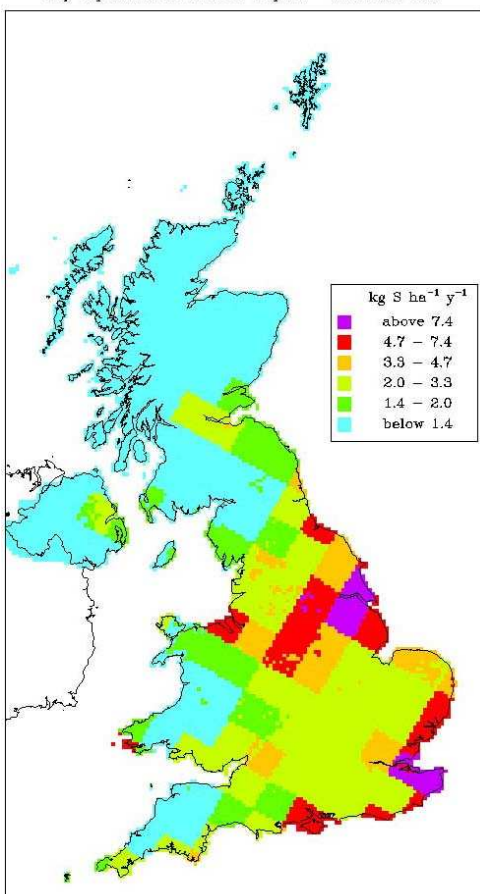 kg S ha⁻¹ y⁻¹
above 7.4
4.7 – 7.4
3.3 – 4.7
2.0 – 3.3
1.4 – 2.0
below 1.4